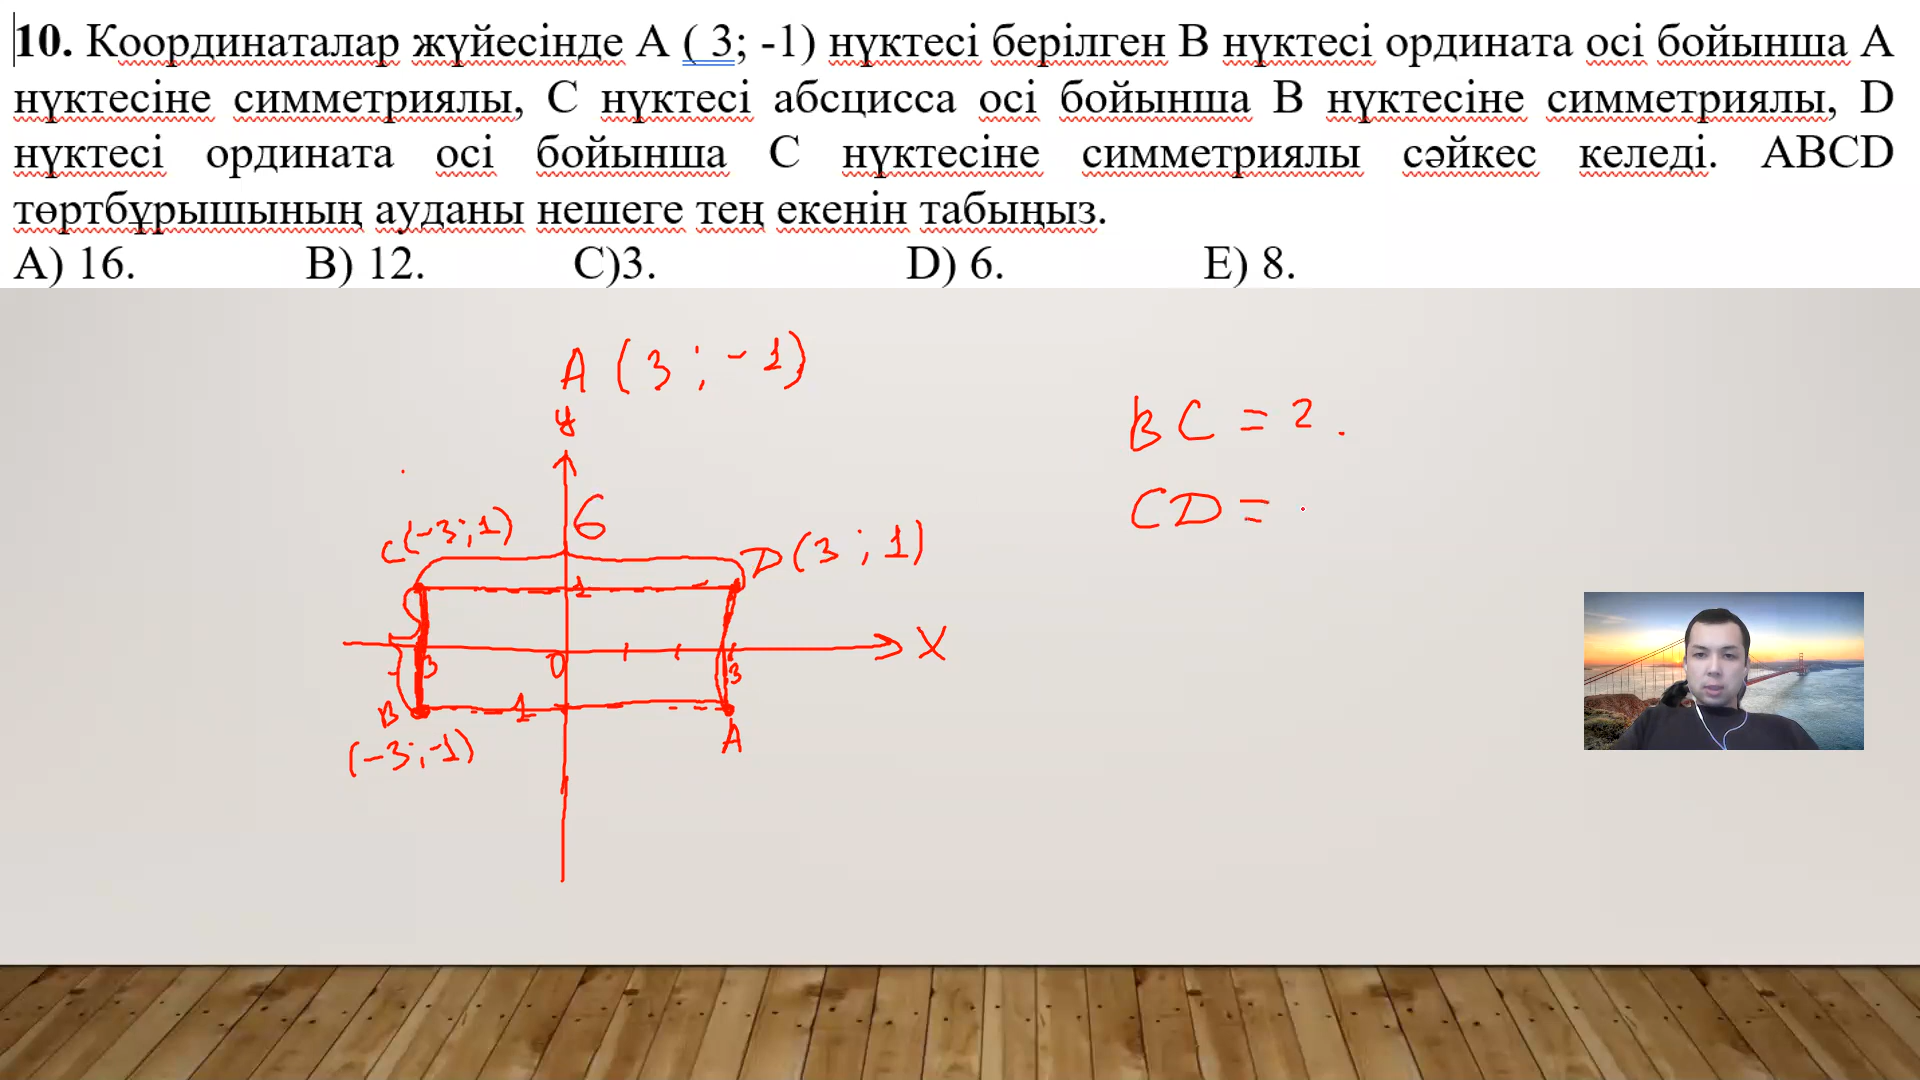 10. Координаталар жүйесінде А ( 3; -1) нүктесі берілген В нүктесі ордината осі бойынша А
нүктесіне симметриялы, С нүктесі абсцисса осі бойынша В нүктесіне симметриялы, D
нүктесі ордината осі бойынша С нүктесіне симметриялы сәйкес келеді. ABCD
төртбұрышының ауданы нешеге тең екенін табыңыз.
A) 16. B) 12. C)3. D) 6. E) 8.
A (3 ; -1)
y
BC = 2.
CD =
6
C(-3;1)
D(3 ; 1)
1
X
3 0 3
B 1
A
(-3;-1)